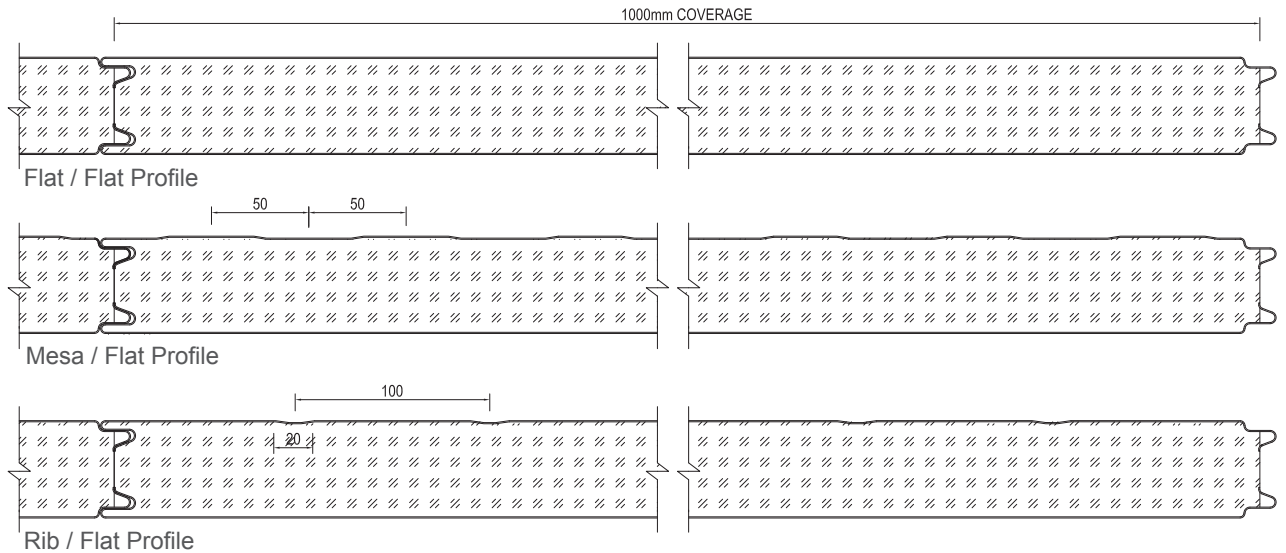 1000mm COVERAGE
Flat / Flat Profile
50 50
Mesa / Flat Profile
100
20
Rib / Flat Profile